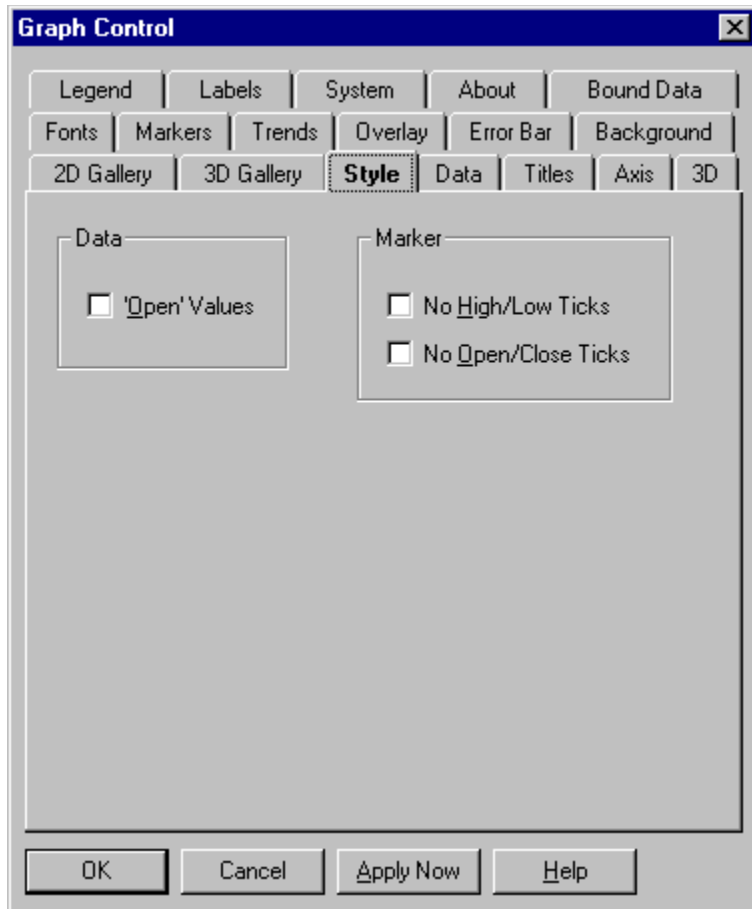 Graph Control
Legend Labels System About Bound Data
Fonts Markers Trends Overlay Error Bar Background
2D Gallery 3D Gallery Style Data Titles Axis 3D
Data
'Open' Values
Marker
No High/Low Ticks
No Open/Close Ticks
OK Cancel Apply Now Help